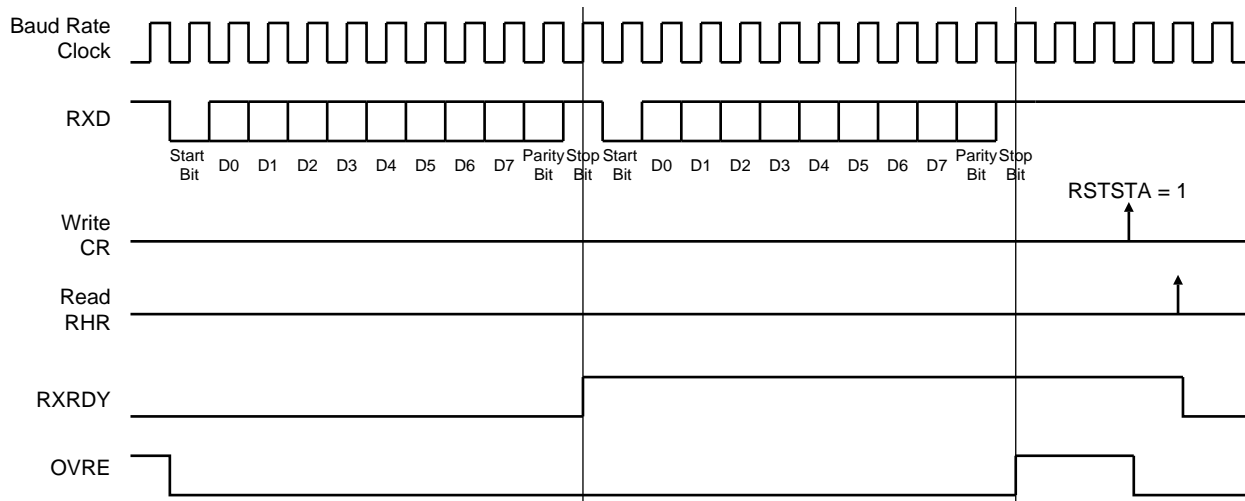 Baud Rate
Clock
RXD
Start
Bit
D0
D1
D2
D3
D4
D5
D6
D7
Parity
Bit
Stop
Bit
Start
Bit
D0
D1
D2
D3
D4
D5
D6
D7
Parity
Bit
Stop
Bit
RSTSTA = 1
Write
CR
Read
RHR
RXRDY
OVRE